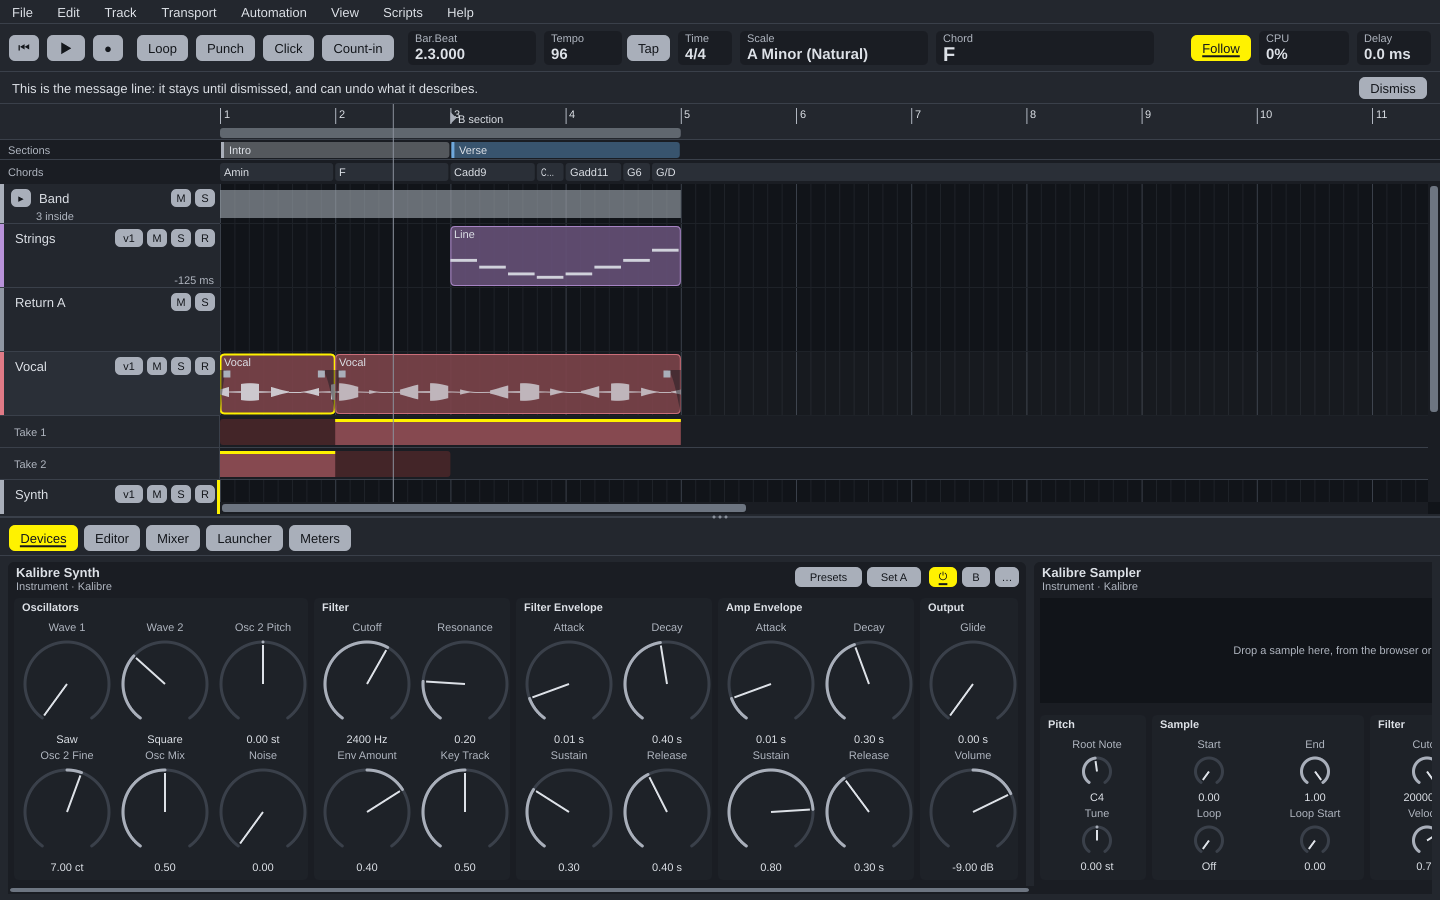 File Edit Track Transport Automation View Scripts Help
Loop Punch Click Count-in Bar.Beat 2.3.000 Tempo 96 Tap Time 4/4 Scale A Minor (Natural) Chord F Follow CPU 0% Delay 0.0 ms
This is the message line: it stays until dismissed, and can undo what it describes. Dismiss
1 2 3 4 5 6 7 8 9 10 11
B section
Sections Intro Verse
Chords Amin F Cadd9 C... Gadd11 G6 G/D
Band M S
3 inside
Strings v1 M S R Line
-125 ms
Return A M S
Vocal v1 M S R Vocal Vocal
Take 1
Take 2
Synth v1 M S R
Devices Editor Mixer Launcher Meters
Kalibre Synth Presets Set A B ... Kalibre Sampler
Instrument · Kalibre Instrument · Kalibre
Oscillators Filter Filter Envelope Amp Envelope Output
Wave 1 Wave 2 Osc 2 Pitch Cutoff Resonance Attack Decay Attack Decay Glide
Drop a sample here, from the browser or
Saw Square 0.00 st 2400 Hz 0.20 0.01 s 0.40 s 0.01 s 0.30 s 0.00 s
Osc 2 Fine Osc Mix Noise Env Amount Key Track Sustain Release Sustain Release Volume
7.00 ct 0.50 0.00 0.40 0.50 0.30 0.40 s 0.80 0.30 s -9.00 dB
Pitch Sample Filter
Root Note Start End
C4 0.00 1.00 20000
Tune Loop Loop Start
0.00 st Off 0.00